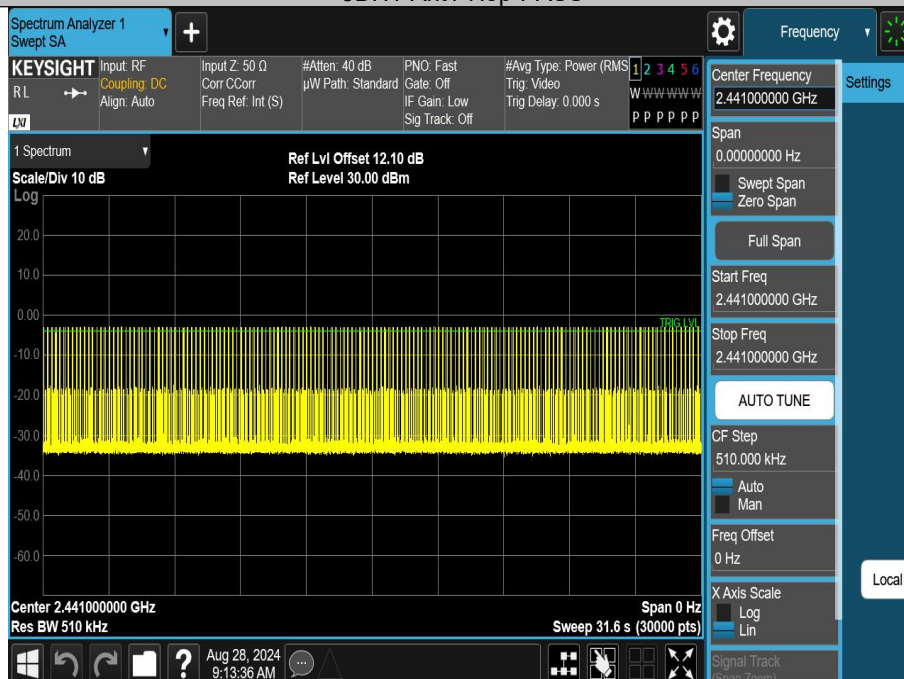 Spectrum Analyzer 1
Swept SA
Frequency
KEYSIGHT
R L
LXI
Input: RF
Coupling: DC
Align: Auto
Input Z: 50 Ω
Corr CCorr
Freq Ref: Int (S)
#Atten: 40 dB
µW Path: Standard
PNO: Fast
Gate: Off
IF Gain: Low
Sig Track: Off
#Avg Type: Power (RMS
Trig: Video
Trig Delay: 0.000 s
1 2 3 4 5 6
W W W W W W
P P P P P P
1 Spectrum
Scale/Div 10 dB
Ref Lvl Offset 12.10 dB
Ref Level 30.00 dBm
Log
20.0
10.0
0.00
-10.0
-20.0
-30.0
-40.0
-50.0
-60.0
TRIG LVL
Center 2.441000000 GHz
Res BW 510 kHz
Span 0 Hz
Sweep 31.6 s (30000 pts)
Center Frequency
2.441000000 GHz
Settings
Span
0.00000000 Hz
Swept Span
Zero Span
Full Span
Start Freq
2.441000000 GHz
Stop Freq
2.441000000 GHz
AUTO TUNE
CF Step
510.000 kHz
Auto
Man
Freq Offset
0 Hz
Local
X Axis Scale
Log
Lin
Signal Track
(Span Zoom)
?
Aug 28, 2024
9:13:36 AM